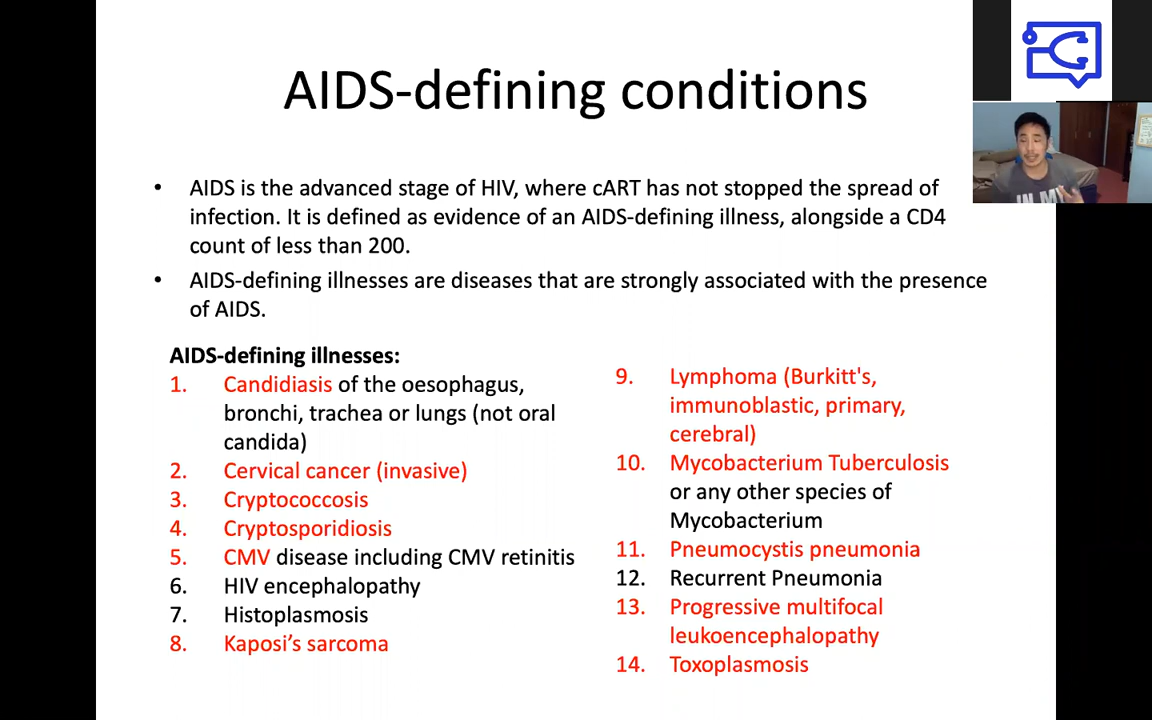 AIDS-defining conditions
• AIDS is the advanced stage of HIV, where cART has not stopped the spread of
infection. It is defined as evidence of an AIDS-defining illness, alongside a CD4
count of less than 200.
• AIDS-defining illnesses are diseases that are strongly associated with the presence
of AIDS.
AIDS-defining illnesses:
1. Candidiasis of the oesophagus,
bronchi, trachea or lungs (not oral
candida)
2. Cervical cancer (invasive)
3. Cryptococcosis
4. Cryptosporidiosis
5. CMV disease including CMV retinitis
6. HIV encephalopathy
7. Histoplasmosis
8. Kaposi’s sarcoma
9. Lymphoma (Burkitt's,
immunoblastic, primary,
cerebral)
10. Mycobacterium Tuberculosis
or any other species of
Mycobacterium
11. Pneumocystis pneumonia
12. Recurrent Pneumonia
13. Progressive multifocal
leukoencephalopathy
14. Toxoplasmosis